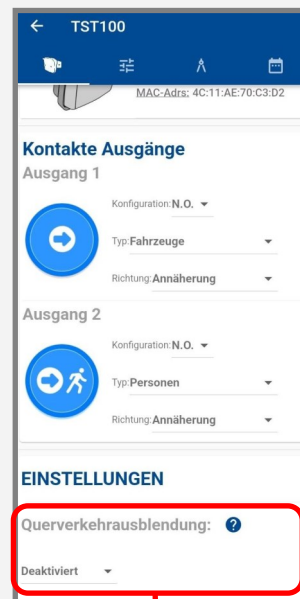 TST100
MAC-Adrs: 4C:11:AE:70:C3:D2
Kontakte Ausgänge
Ausgang 1
Konfiguration: N.O.
Typ: Fahrzeuge
Richtung: Annäherung
Ausgang 2
Konfiguration: N.O.
Typ: Personen
Richtung: Annäherung
EINSTELLUNGEN
Querverkehrausblendung: ?
Deaktiviert